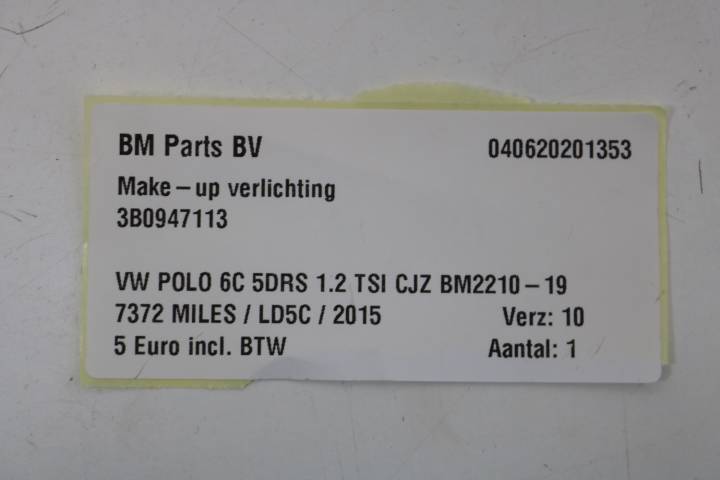 BM Parts BV 040620201353
Make-up verlichting
3B0947113
VW POLO 6C 5DRS 1.2 TSI CJZ BM2210-19
7372 MILES / LD5C / 2015 Verz: 10
5 Euro incl. BTW Aantal: 1